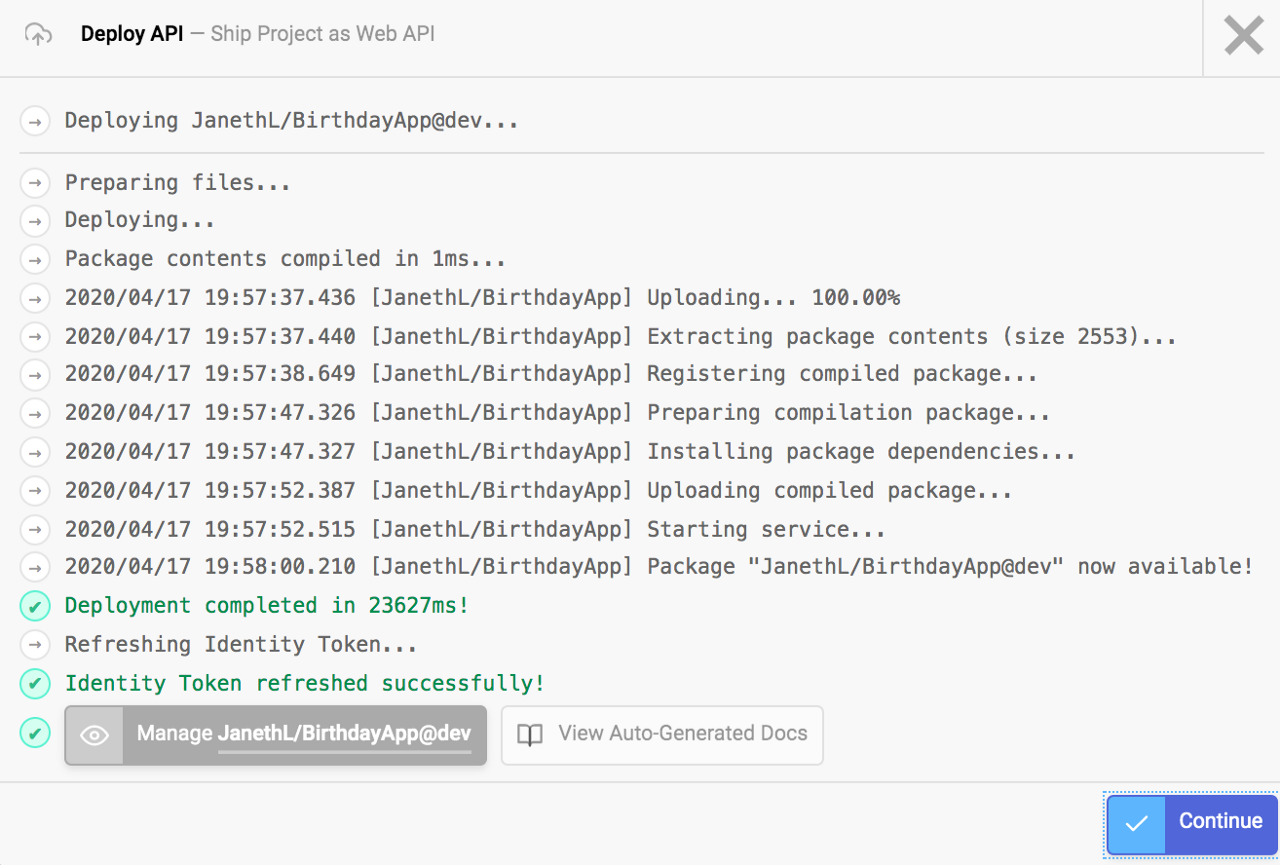 Deploy API — Ship Project as Web API
Deploying JanethL/BirthdayApp@dev...
Preparing files...
Deploying...
Package contents compiled in 1ms...
2020/04/17 19:57:37.436 [JanethL/BirthdayApp] Uploading... 100.00%
2020/04/17 19:57:37.440 [JanethL/BirthdayApp] Extracting package contents (size 2553)...
2020/04/17 19:57:38.649 [JanethL/BirthdayApp] Registering compiled package...
2020/04/17 19:57:47.326 [JanethL/BirthdayApp] Preparing compilation package...
2020/04/17 19:57:47.327 [JanethL/BirthdayApp] Installing package dependencies...
2020/04/17 19:57:52.387 [JanethL/BirthdayApp] Uploading compiled package...
2020/04/17 19:57:52.515 [JanethL/BirthdayApp] Starting service...
2020/04/17 19:58:00.210 [JanethL/BirthdayApp] Package "JanethL/BirthdayApp@dev" now available!
Deployment completed in 23627ms!
Refreshing Identity Token...
Identity Token refreshed successfully!
Manage JanethL/BirthdayApp@dev View Auto-Generated Docs
Continue